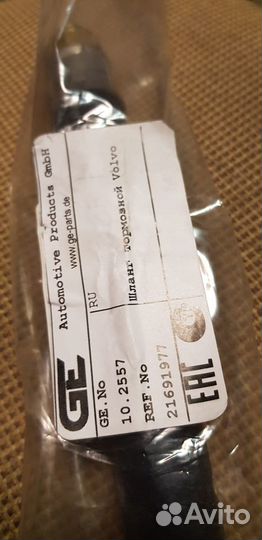 GE
Automotive Products GmbH
www.ge-parts.de
GE.No
RU
10.2557
Шланг тормозной Volvo
REF.No
21691977
EAC
Avito